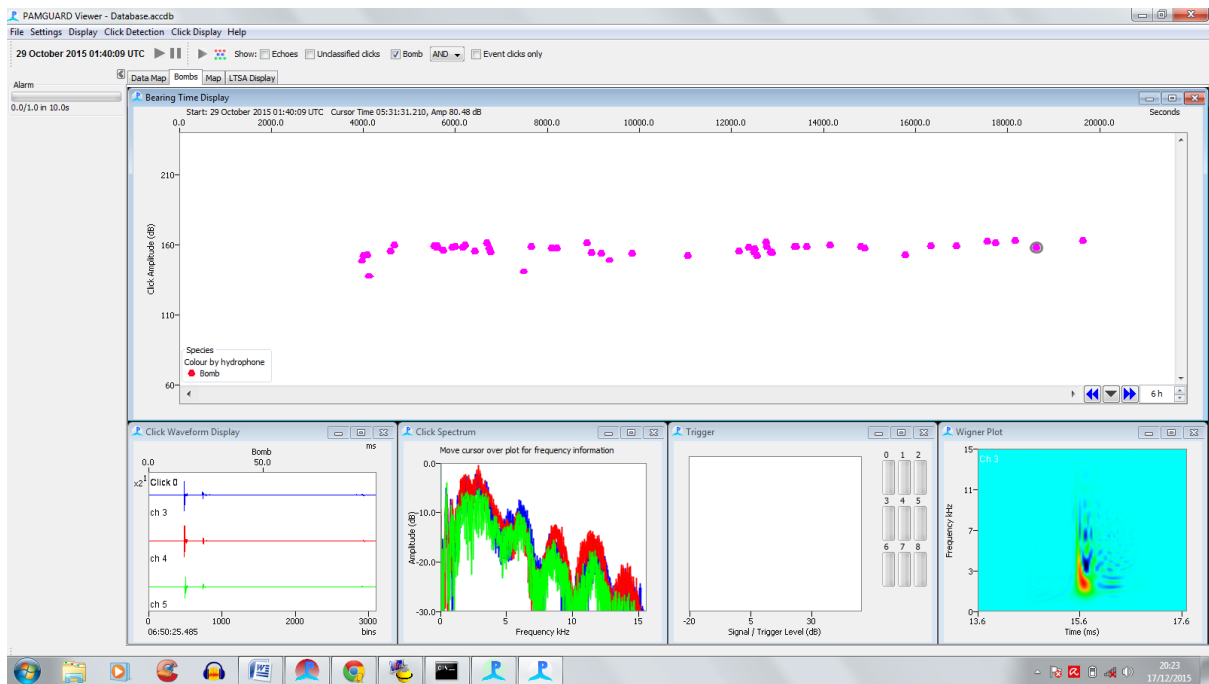 PAMGUARD Viewer - Database.accdb
File Settings Display Click Detection Click Display Help
29 October 2015 01:40:09 UTC Show: Echoes Unclassified clicks Bomb AND Event clicks only
Alarm
0.0/1.0 in 10.0s
Data Map Bombs Map LTSA Display
Bearing Time Display
Start: 29 October 2015 01:40:09 UTC Cursor Time 05:31:31.210, Amp 80.48 dB Seconds
0.0 2000.0 4000.0 6000.0 8000.0 10000.0 12000.0 14000.0 16000.0 18000.0 20000.0
210
160
110
60
Click Amplitude (dB)
Species
Colour by hydrophone
Bomb
6 h
Click Waveform Display
Bomb ms
0.0 50.0
x2¹ Click 0
ch 3
ch 4
ch 5
0 1000 2000 3000
06:50:25.485 bins
Click Spectrum
Move cursor over plot for frequency information
0.0
-10.0
-20.0
-30.0
Amplitude (dB)
0 5 10 15
Frequency kHz
Trigger
0 1 2
3 4 5
6 7 8
-20 5 30
Signal / Trigger Level (dB)
Wigner Plot
Ch 3
15
11
7
3
0
Frequency kHz
13.6 15.6 17.6
Time (ms)
20:23
17/12/2015